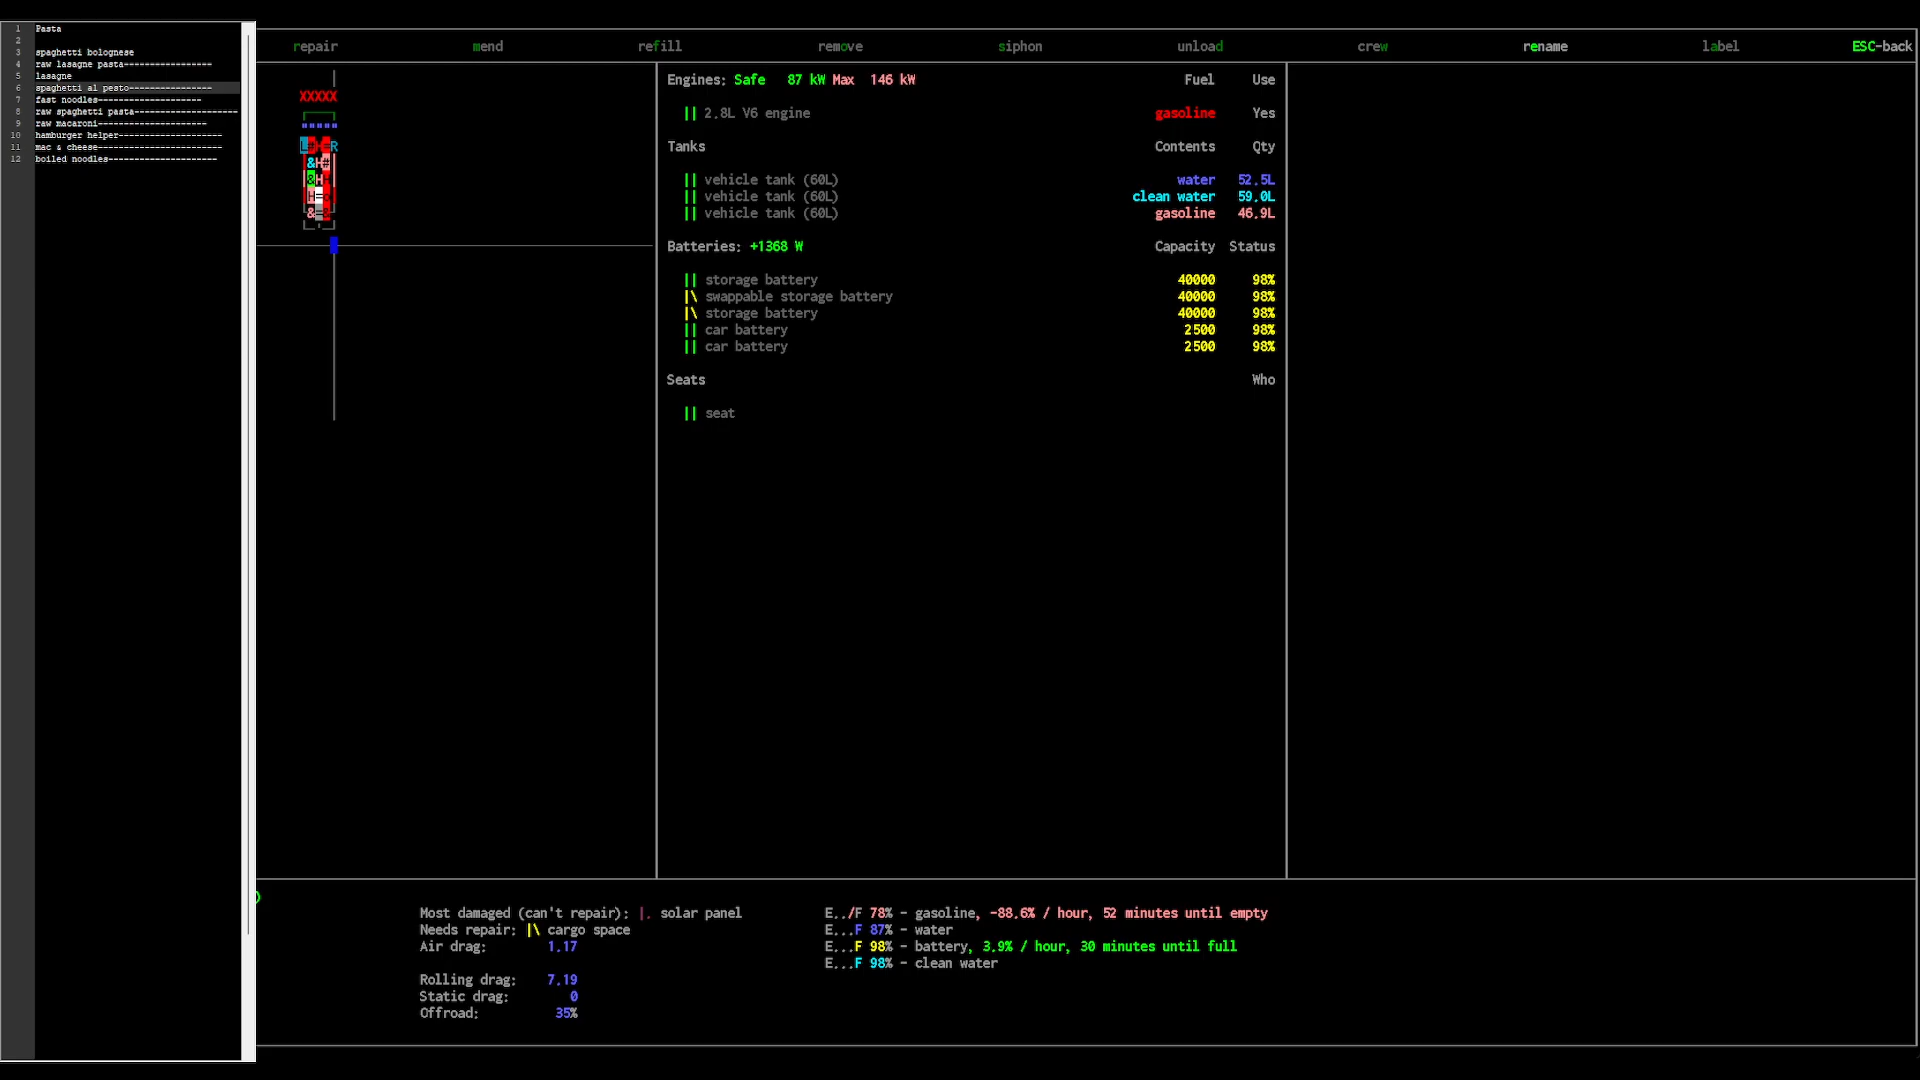 1 Pasta
2
3 spaghetti bolognese
4 raw lasagne pasta-----------------
5 lasagne
6 spaghetti al pesto----------------
7 fast noodles--------------------
8 raw spaghetti pasta--------------------
9 raw macaroni---------------------
10 hamburger helper--------------------
11 mac & cheese------------------------
12 boiled noodles---------------------
repair mend refill remove siphon unload crew rename label ESC-back
XXXXX
Engines: Safe 87 kW Max 146 kW Fuel Use
|| 2.8L V6 engine gasoline Yes
Tanks Contents Qty
|| vehicle tank (60L) water 52.5L
|| vehicle tank (60L) clean water 59.0L
|| vehicle tank (60L) gasoline 46.9L
Batteries: +1368 W Capacity Status
|| storage battery 40000 98%
|\ swappable storage battery 40000 98%
|\ storage battery 40000 98%
|| car battery 2500 98%
|| car battery 2500 98%
Seats Who
|| seat
Most damaged (can't repair): |. solar panel
Needs repair: |\ cargo space
Air drag: 1.17
Rolling drag: 7.19
Static drag: 0
Offroad: 35%
E../F 78% - gasoline, -88.6% / hour, 52 minutes until empty
E...F 87% - water
E...F 98% - battery, 3.9% / hour, 30 minutes until full
E...F 98% - clean water